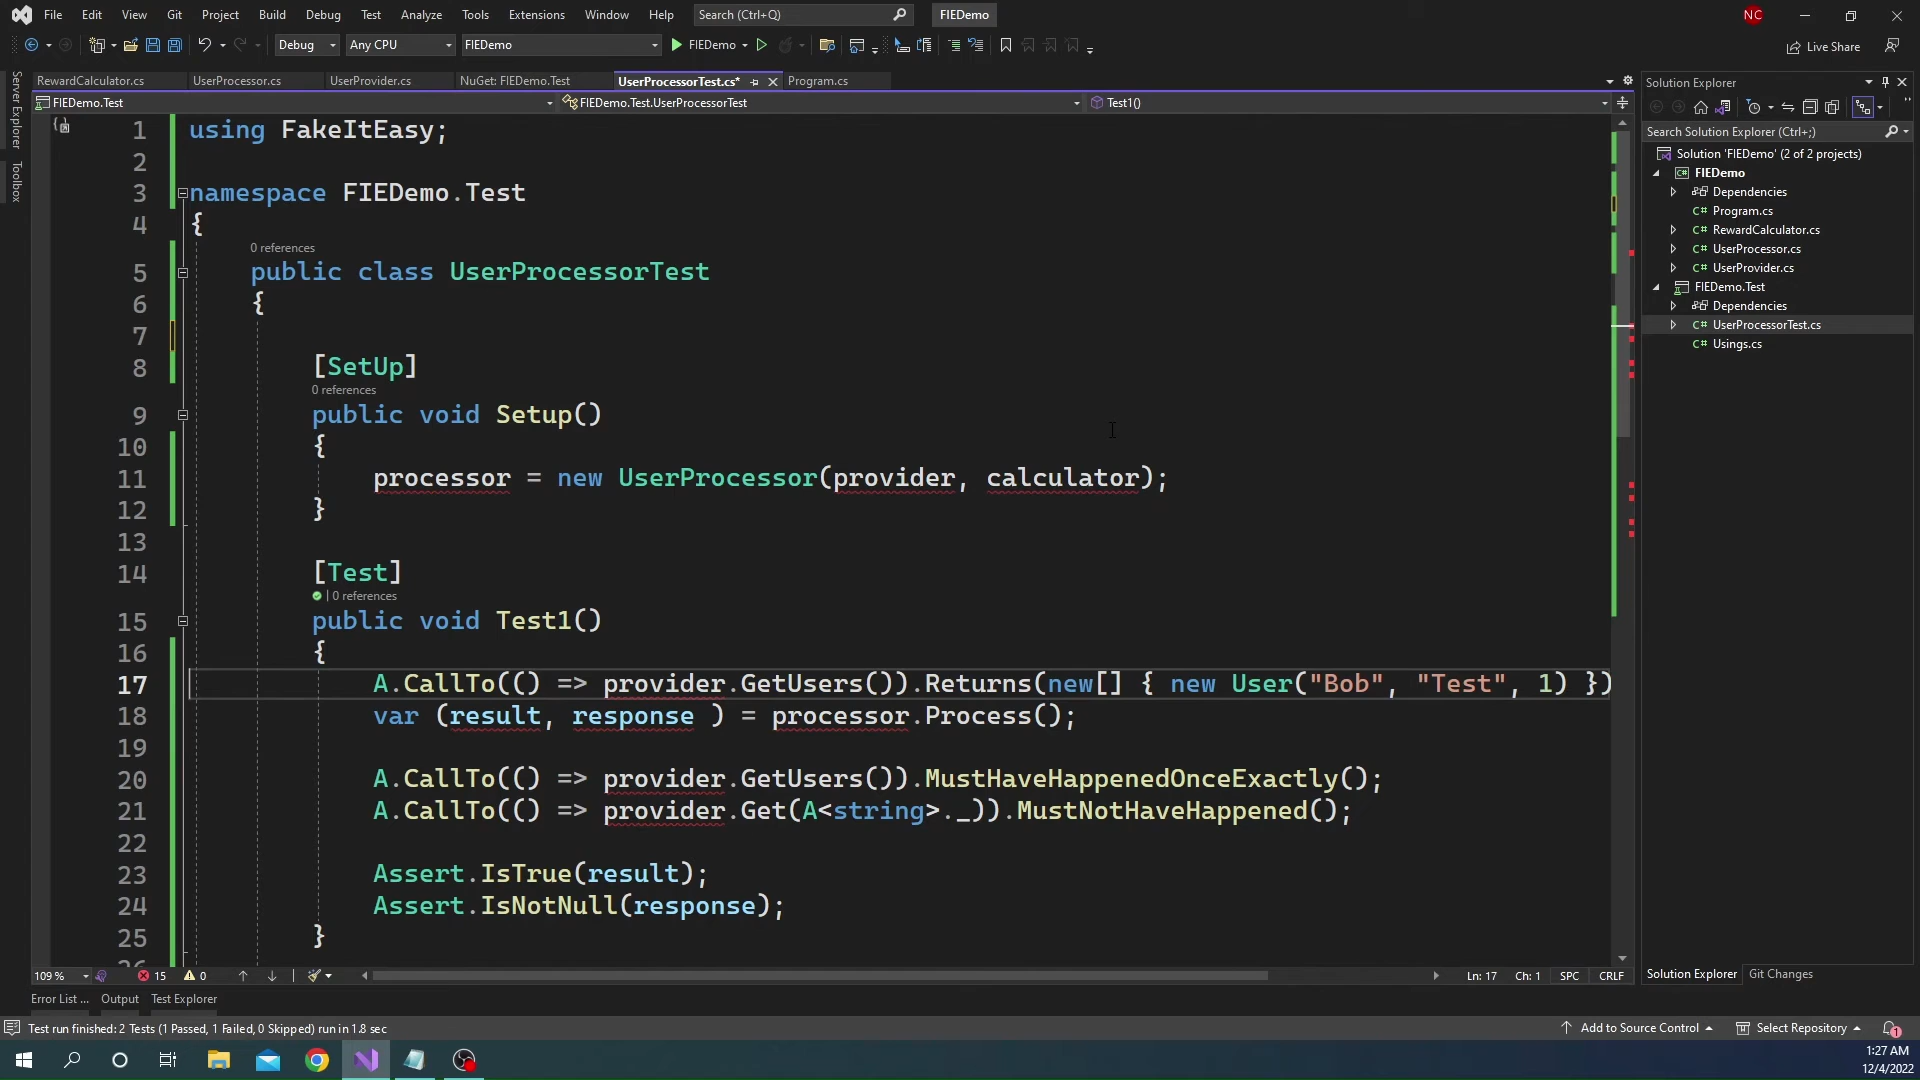 File Edit View Git Project Build Debug Test Analyze Tools Extensions Window Help Search (Ctrl+Q) FIEDemo NC
Debug Any CPU FIEDemo FIEDemo Live Share
RewardCalculator.cs UserProcessor.cs UserProvider.cs NuGet: FIEDemo.Test UserProcessorTest.cs* Program.cs
FIEDemo.Test FIEDemo.Test.UserProcessorTest Test1()
Server Explorer
Toolbox
1 using FakeItEasy;
2
3 namespace FIEDemo.Test
4 {
0 references
5 public class UserProcessorTest
6 {
7
8 [SetUp]
0 references
9 public void Setup()
10 {
11 processor = new UserProcessor(provider, calculator);
12 }
13
14 [Test]
| 0 references
15 public void Test1()
16 {
17 A.CallTo(() => provider.GetUsers()).Returns(new[] { new User("Bob", "Test", 1) })
18 var (result, response ) = processor.Process();
19
20 A.CallTo(() => provider.GetUsers()).MustHaveHappenedOnceExactly();
21 A.CallTo(() => provider.Get(A<string>._)).MustNotHaveHappened();
22
23 Assert.IsTrue(result);
24 Assert.IsNotNull(response);
25 }
109 % 15 0 Ln: 17 Ch: 1 SPC CRLF
Solution Explorer
Search Solution Explorer (Ctrl+;)
Solution 'FIEDemo' (2 of 2 projects)
C# FIEDemo
Dependencies
C# Program.cs
C# RewardCalculator.cs
C# UserProcessor.cs
C# UserProvider.cs
FIEDemo.Test
Dependencies
C# UserProcessorTest.cs
C# Usings.cs
Solution Explorer Git Changes
Error List ... Output Test Explorer
Test run finished: 2 Tests (1 Passed, 1 Failed, 0 Skipped) run in 1.8 sec Add to Source Control Select Repository 1
1:27 AM
12/4/2022